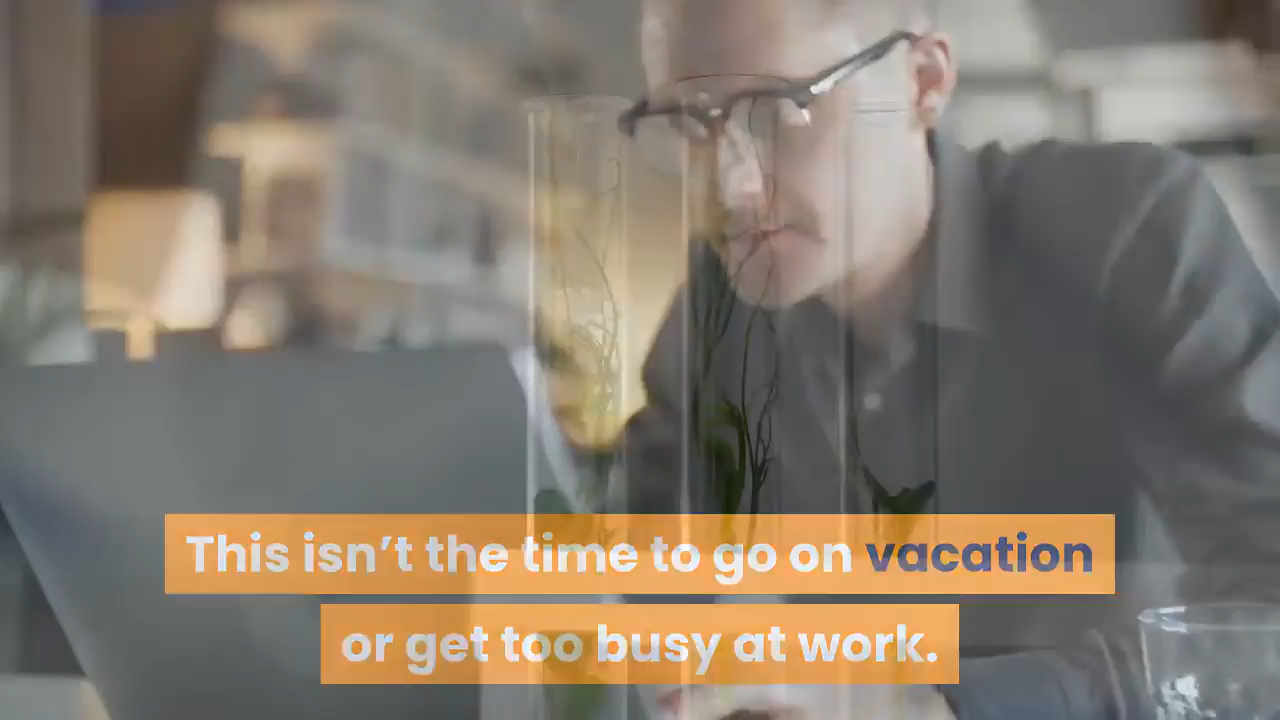 This isn’t the time to go on vacation
or get too busy at work.